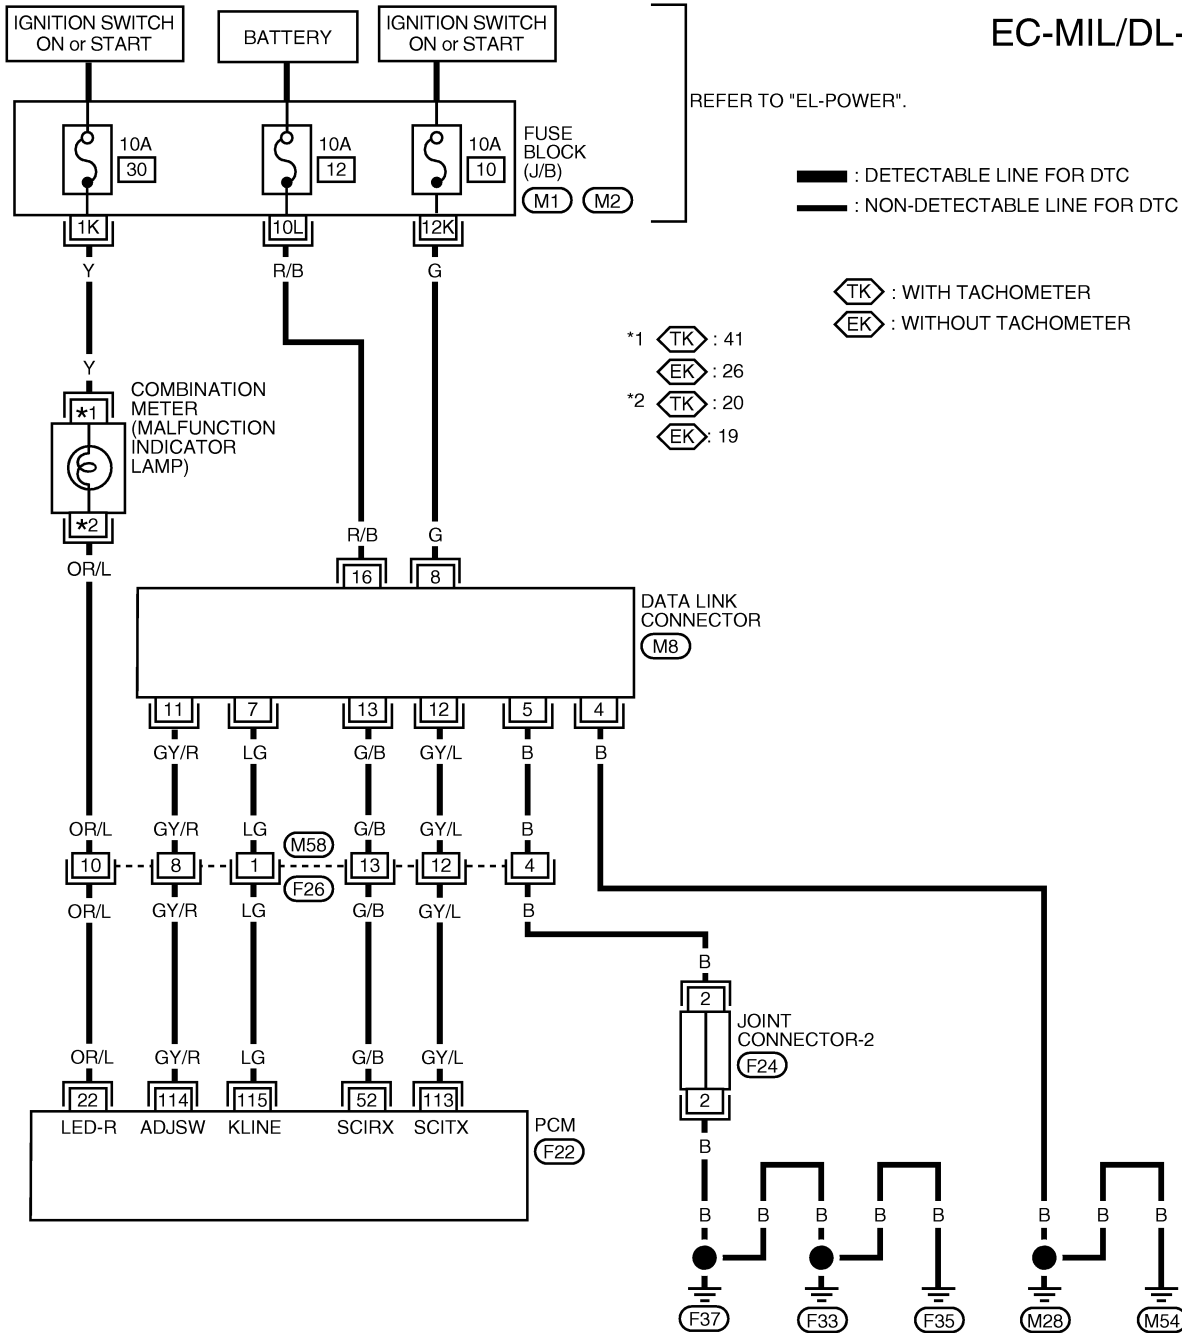 IGNITION SWITCH
ON or START
BATTERY
IGNITION SWITCH
ON or START
EC-MIL/DL-
REFER TO "EL-POWER".
10A
30
10A
12
10A
10
FUSE
BLOCK
(J/B)
M1 M2
: DETECTABLE LINE FOR DTC
: NON-DETECTABLE LINE FOR DTC
1K 10L 12K
Y R/B G
TK : WITH TACHOMETER
EK : WITHOUT TACHOMETER
*1 TK : 41
EK : 26
*2 TK : 20
EK : 19
Y
*1
COMBINATION
METER
(MALFUNCTION
INDICATOR
LAMP)
*2
OR/L
R/B G
16 8
DATA LINK
CONNECTOR
M8
11 7 13 12 5 4
GY/R LG G/B GY/L B B
OR/L GY/R LG G/B GY/L B
M58
10 8 1 13 12 4
F26
OR/L GY/R LG G/B GY/L B
B
2
JOINT
CONNECTOR-2
F24
2
B
OR/L GY/R LG G/B GY/L
22 114 115 52 113
LED-R ADJSW KLINE SCIRX SCITX
PCM
F22
B B B B B B B B
F37 F33 F35 M28 M54